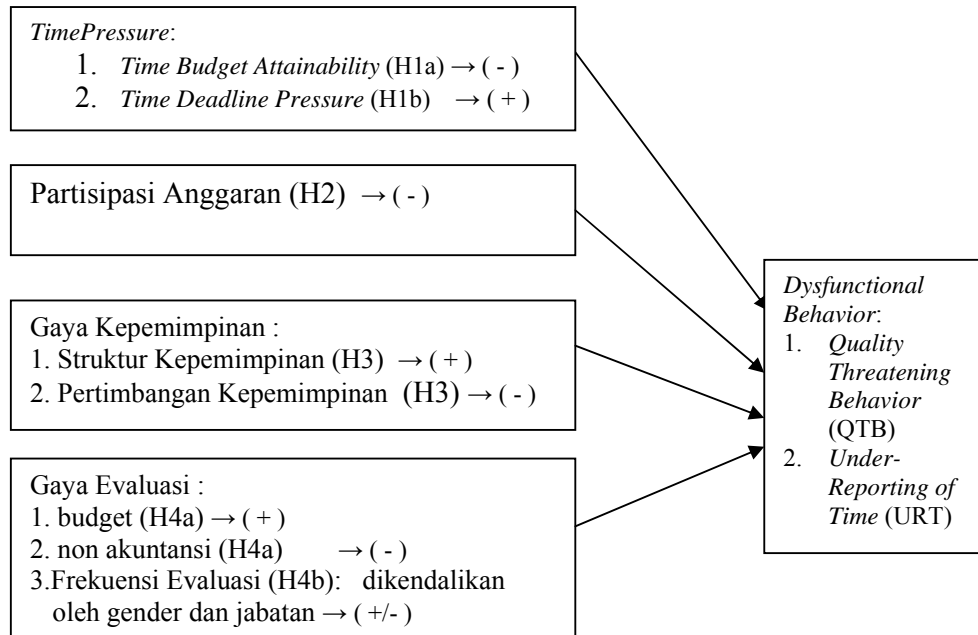 TimePressure:
1. Time Budget Attainability (H1a) → ( - )
2. Time Deadline Pressure (H1b) → ( + )
Partisipasi Anggaran (H2) → ( - )
Gaya Kepemimpinan :
1. Struktur Kepemimpinan (H3) → ( + )
2. Pertimbangan Kepemimpinan (H3) → ( - )
Gaya Evaluasi :
1. budget (H4a) → ( + )
2. non akuntansi (H4a) → ( - )
3.Frekuensi Evaluasi (H4b): dikendalikan
oleh gender dan jabatan → ( +/- )
Dysfunctional
Behavior:
1. Quality
Threatening
Behavior
(QTB)
2. Under-
Reporting of
Time (URT)